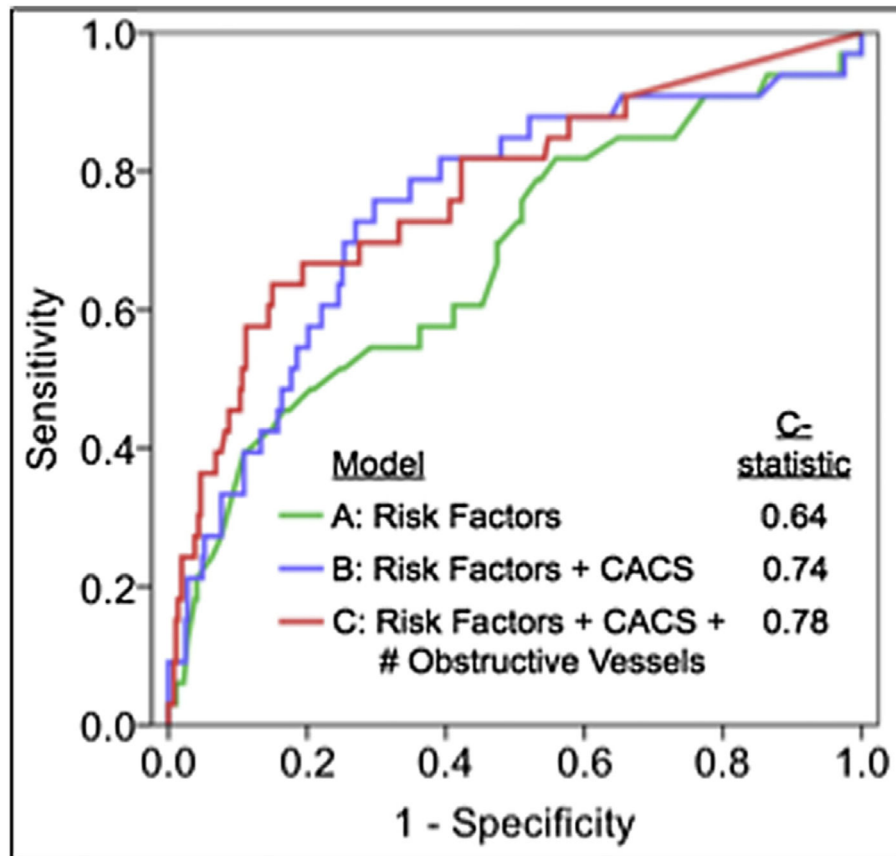 1.0
0.8
0.6
0.4
0.2
0.0
Sensitivity
Model C-
statistic
A: Risk Factors 0.64
B: Risk Factors + CACS 0.74
C: Risk Factors + CACS + 0.78
# Obstructive Vessels
0.0 0.2 0.4 0.6 0.8 1.0
1 - Specificity